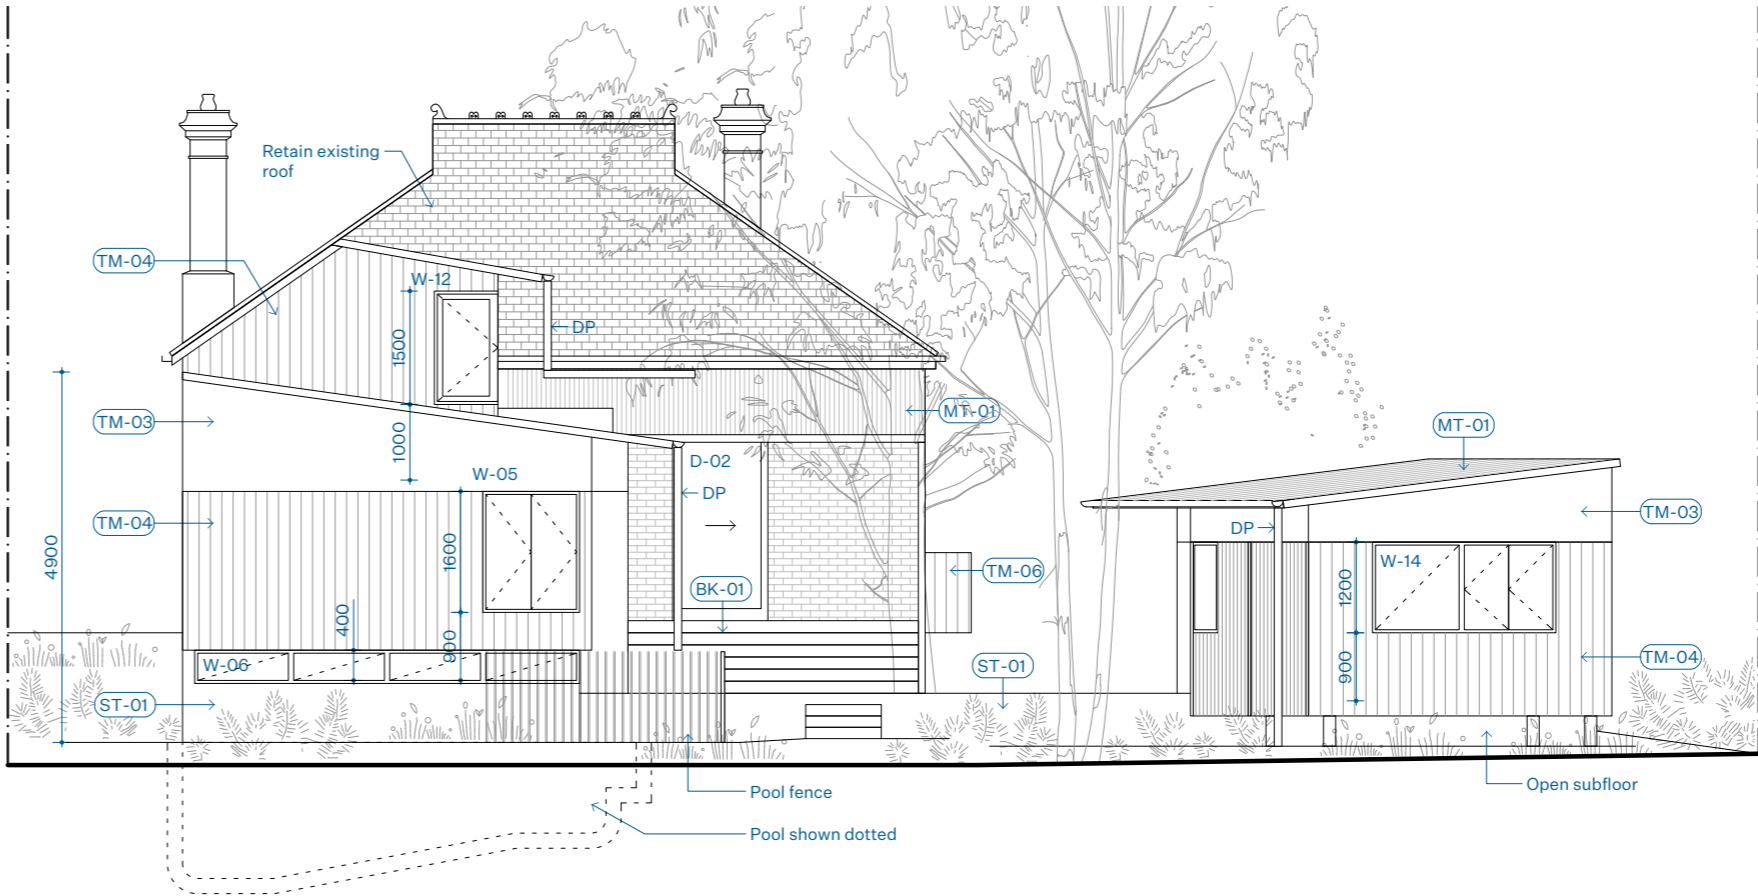 Retain existing
roof
TM-04
W-12
DP
1500
TM-03
MT-01
MT-01
1000
W-05
D-02
DP
TM-03
TM-04
DP
4900
1600
BK-01
TM-06
W-14
1200
400
900
W-06
ST-01
TM-04
900
ST-01
Pool fence
Open subfloor
Pool shown dotted